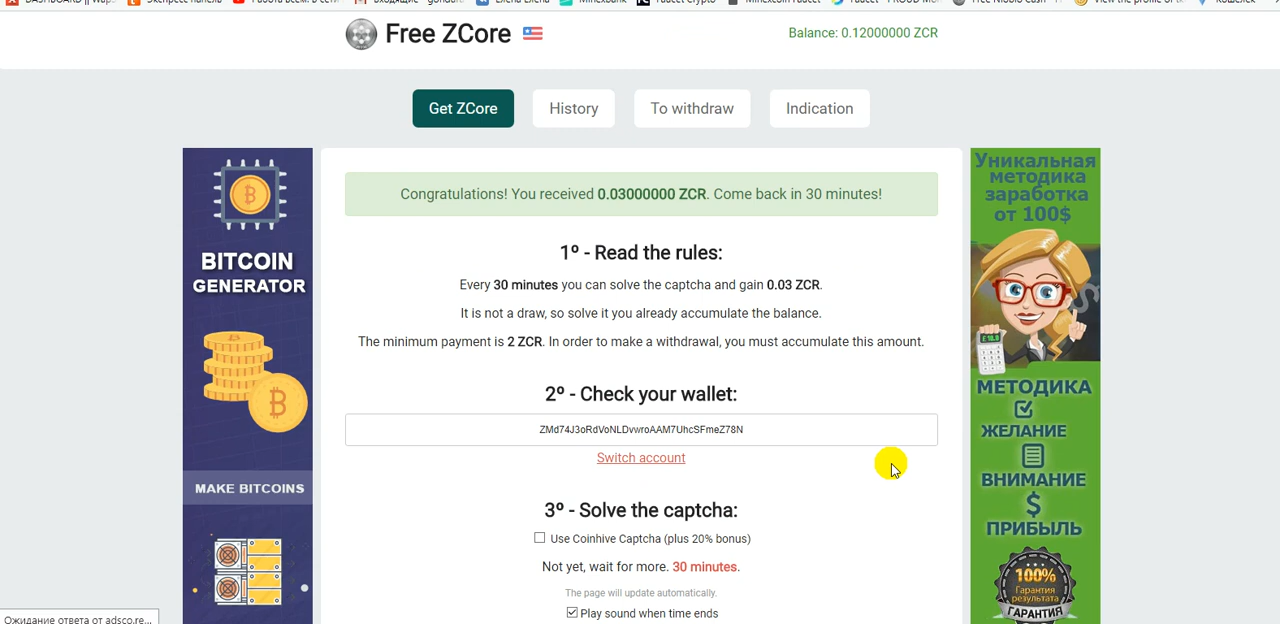 DASHBOARD || Wap...
Free ZCore
Balance: 0.12000000 ZCR
Get ZCore
History
To withdraw
Indication
BITCOIN
GENERATOR
MAKE BITCOINS
Congratulations! You received 0.03000000 ZCR. Come back in 30 minutes!
1º - Read the rules:
Every 30 minutes you can solve the captcha and gain 0.03 ZCR.
It is not a draw, so solve it you already accumulate the balance.
The minimum payment is 2 ZCR. In order to make a withdrawal, you must accumulate this amount.
2º - Check your wallet:
ZMd74J3oRdVoNLDvwroAAM7UhcSFmeZ78N
Switch account
3º - Solve the captcha:
Use Coinhive Captcha (plus 20% bonus)
Not yet, wait for more. 30 minutes.
The page will update automatically.
Play sound when time ends
Уникальная
методика
заработка
от 100$
МЕТОДИКА
ЖЕЛАНИЕ
ВНИМАНИЕ
$
ПРИБЫЛЬ
100%
Гарантия
результата
ГАРАНТИЯ
Ожидание ответа от adsco.re...